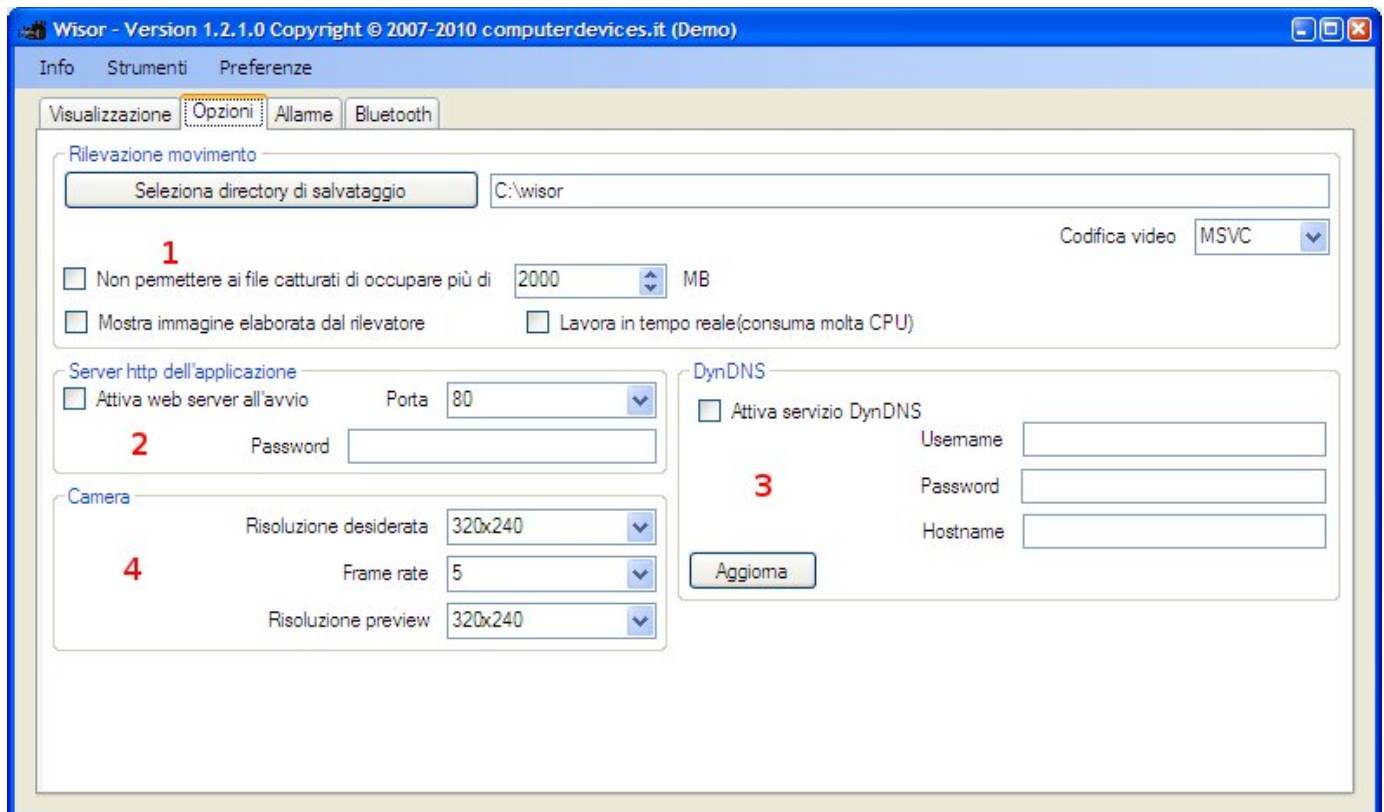 Wisor - Version 1.2.1.0 Copyright © 2007-2010 computerdevices.it (Demo)
Info Strumenti Preferenze
Visualizzazione Opzioni Allarme Bluetooth
Rilevazione movimento
Seleziona directory di salvataggio C:\wisor
Codifica video MSVC
1
Non permettere ai file catturati di occupare più di 2000 MB
Mostra immagine elaborata dal rilevatore Lavora in tempo reale(consuma molta CPU)
Server http dell'applicazione
Attiva web server all'avvio Porta 80
2
Password
DynDNS
Attiva servizio DynDNS
Username
3
Password
Hostname
Aggiorna
Camera
Risoluzione desiderata 320x240
4
Frame rate 5
Risoluzione preview 320x240